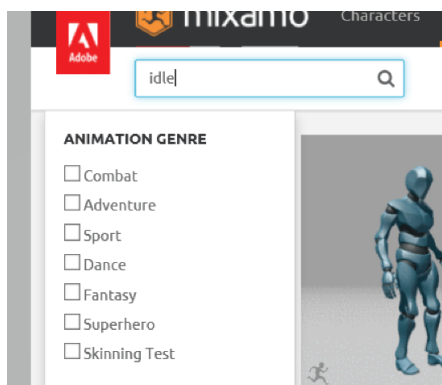 mixamo
Characters
Adobe
idle
ANIMATION GENRE
Combat
Adventure
Sport
Dance
Fantasy
Superhero
Skinning Test